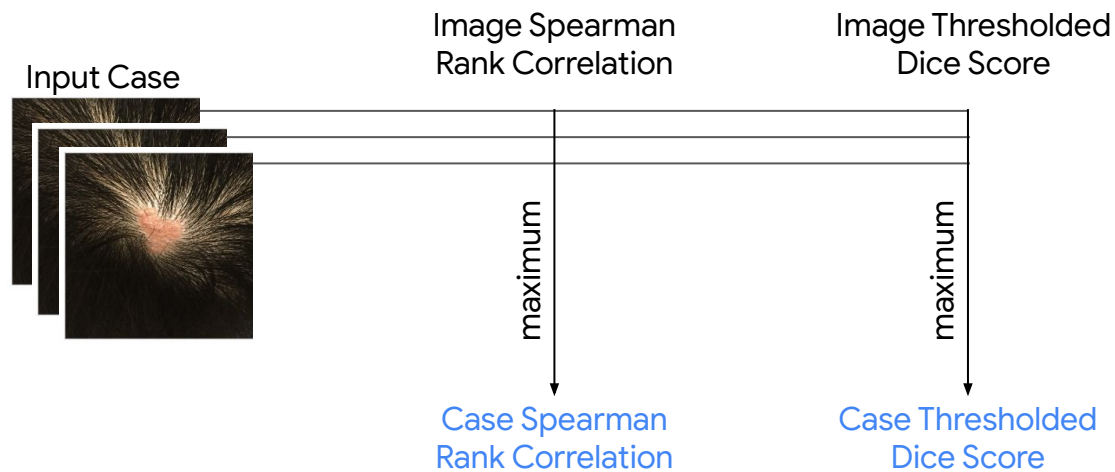 Input Case
Image Spearman
Rank Correlation
Image Thresholded
Dice Score
maximum
maximum
Case Spearman
Rank Correlation
Case Thresholded
Dice Score